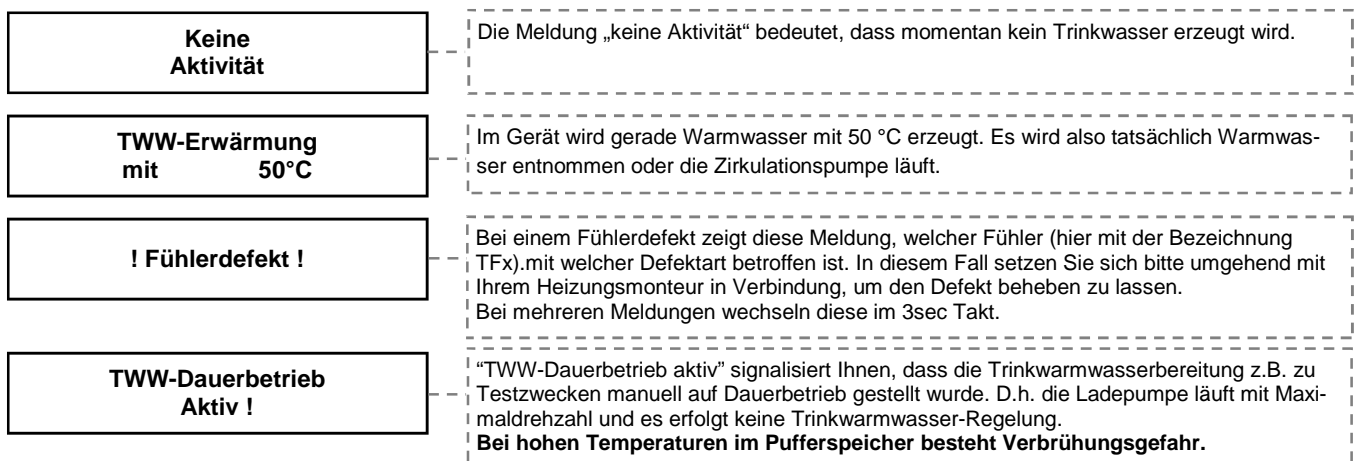 Keine
Aktivität
Die Meldung „keine Aktivität“ bedeutet, dass momentan kein Trinkwasser erzeugt wird.
TWW-Erwärmung
mit 50°C
Im Gerät wird gerade Warmwasser mit 50 °C erzeugt. Es wird also tatsächlich Warmwas-
ser entnommen oder die Zirkulationspumpe läuft.
! Fühlerdefekt !
Bei einem Fühlerdefekt zeigt diese Meldung, welcher Fühler (hier mit der Bezeichnung
TFx).mit welcher Defektart betroffen ist. In diesem Fall setzen Sie sich bitte umgehend mit
Ihrem Heizungsmonteur in Verbindung, um den Defekt beheben zu lassen.
Bei mehreren Meldungen wechseln diese im 3sec Takt.
TWW-Dauerbetrieb
Aktiv !
“TWW-Dauerbetrieb aktiv” signalisiert Ihnen, dass die Trinkwarmwasserbereitung z.B. zu
Testzwecken manuell auf Dauerbetrieb gestellt wurde. D.h. die Ladepumpe läuft mit Maxi-
maldrehzahl und es erfolgt keine Trinkwarmwasser-Regelung.
Bei hohen Temperaturen im Pufferspeicher besteht Verbrühungsgefahr.